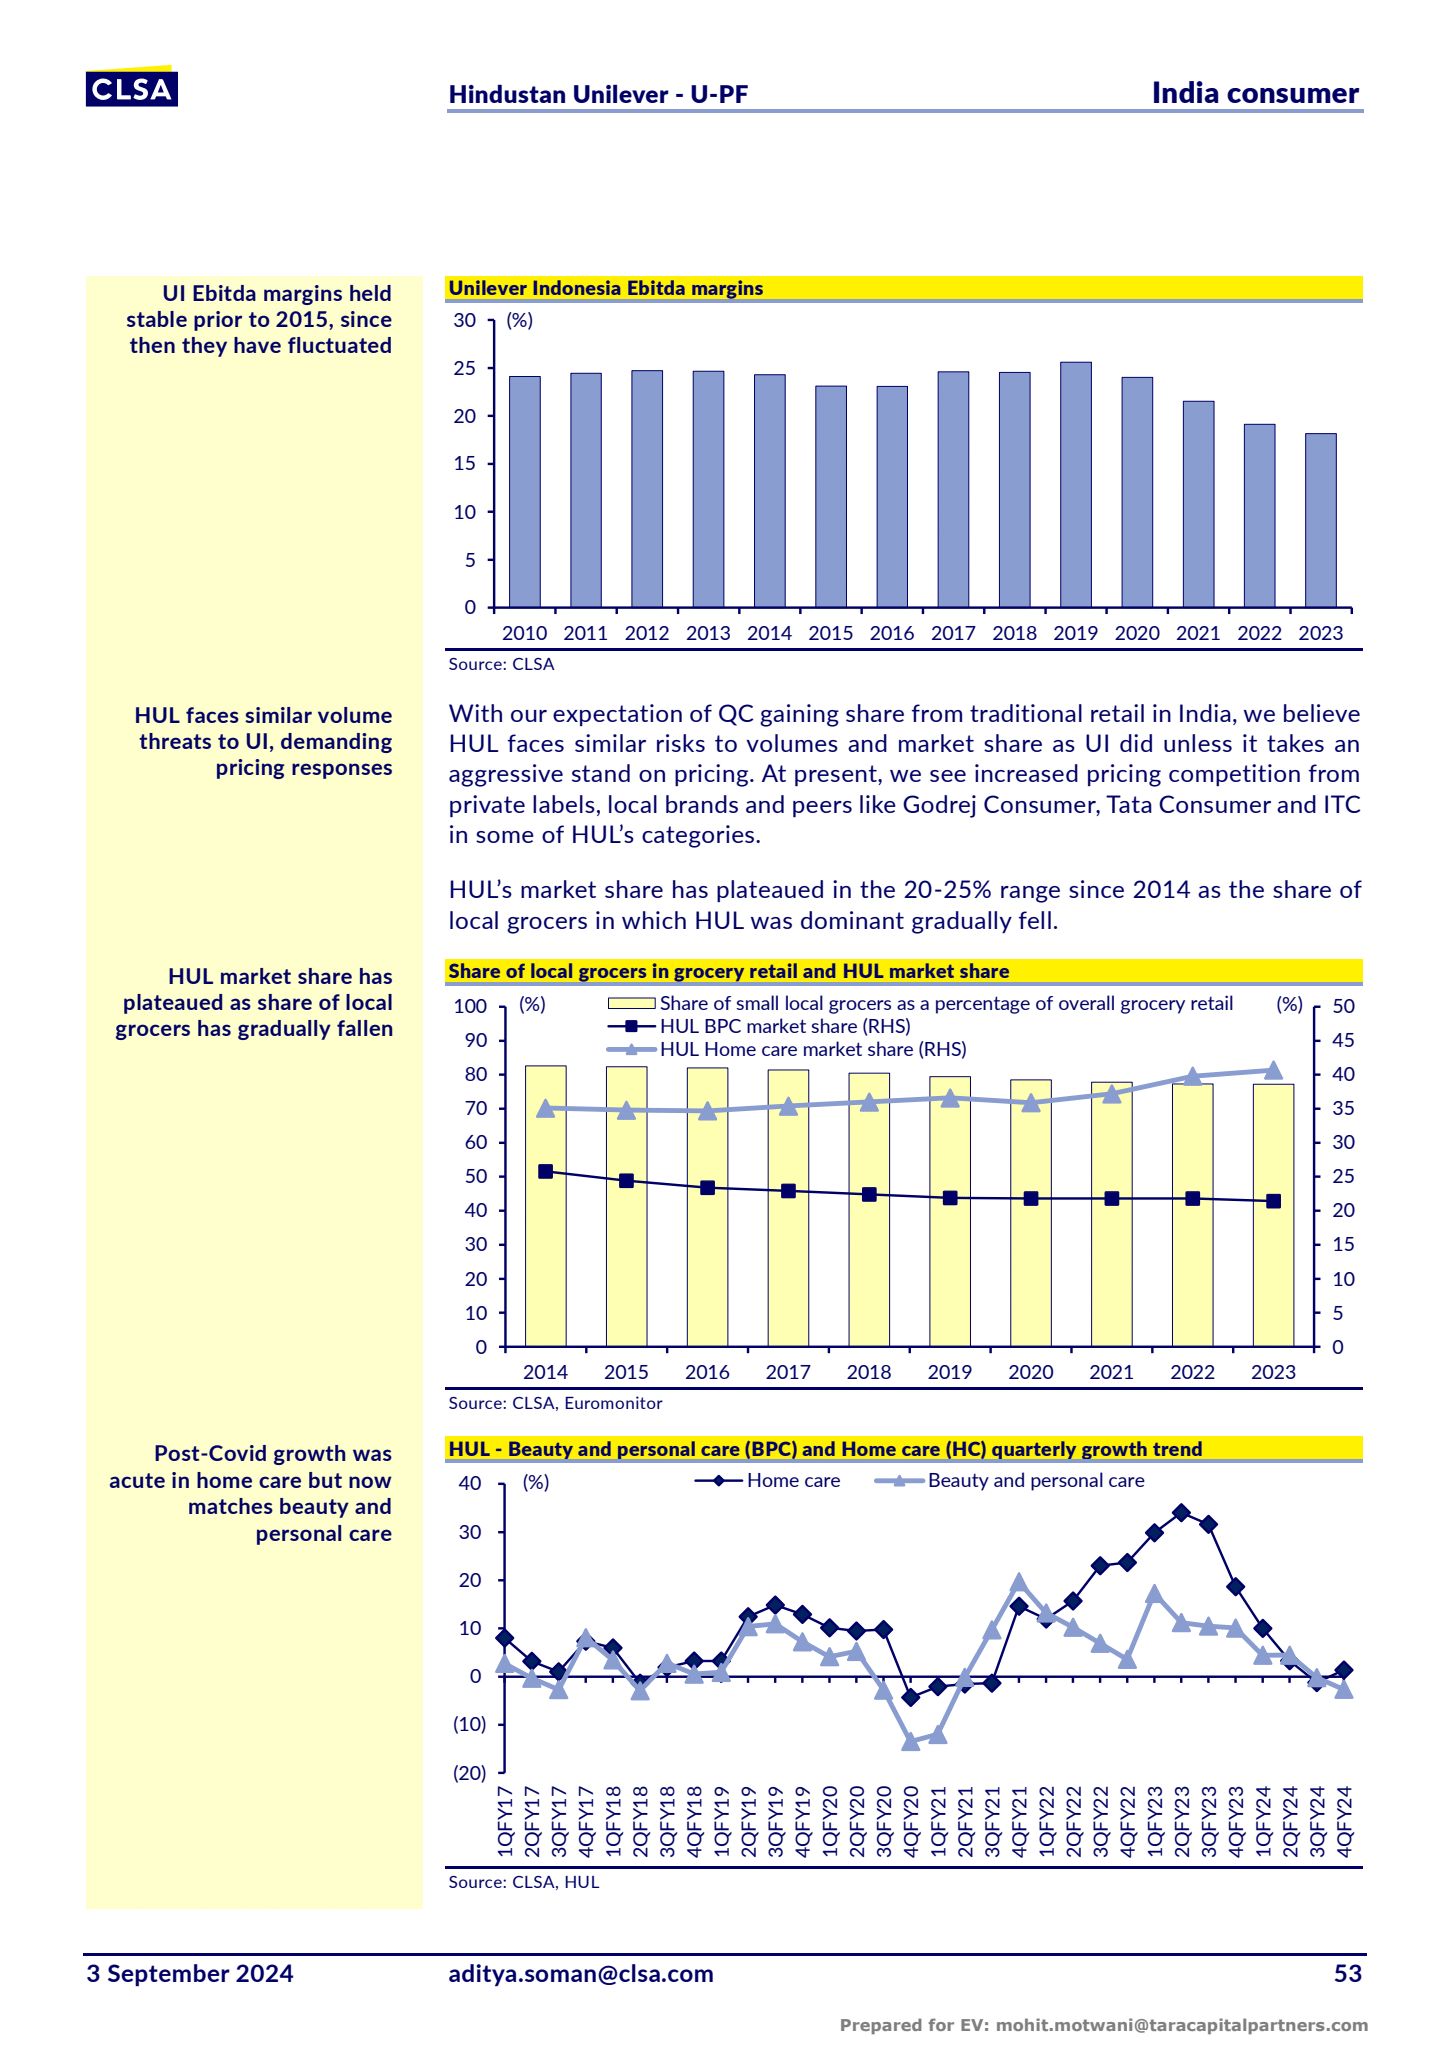 CLSA
Hindustan Unilever - U-PF
India consumer
UI Ebitda margins held
stable prior to 2015, since
then they have fluctuated
Unilever Indonesia Ebitda margins
(%)
30
25
20
15
10
5
0
2010 2011 2012 2013 2014 2015 2016 2017 2018 2019 2020 2021 2022 2023
Source: CLSA
HUL faces similar volume
threats to UI, demanding
pricing responses
With our expectation of QC gaining share from traditional retail in India, we believe
HUL faces similar risks to volumes and market share as UI did unless it takes an
aggressive stand on pricing. At present, we see increased pricing competition from
private labels, local brands and peers like Godrej Consumer, Tata Consumer and ITC
in some of HUL’s categories.
HUL’s market share has plateaued in the 20-25% range since 2014 as the share of
local grocers in which HUL was dominant gradually fell.
HUL market share has
plateaued as share of local
grocers has gradually fallen
Share of local grocers in grocery retail and HUL market share
(%)
Share of small local grocers as a percentage of overall grocery retail
HUL BPC market share (RHS)
HUL Home care market share (RHS)
(%)
100
90
80
70
60
50
40
30
20
10
0
50
45
40
35
30
25
20
15
10
5
0
2014 2015 2016 2017 2018 2019 2020 2021 2022 2023
Source: CLSA, Euromonitor
Post-Covid growth was
acute in home care but now
matches beauty and
personal care
HUL - Beauty and personal care (BPC) and Home care (HC) quarterly growth trend
(%)
Home care
Beauty and personal care
40
30
20
10
0
(10)
(20)
1QFY17
2QFY17
3QFY17
4QFY17
1QFY18
2QFY18
3QFY18
4QFY18
1QFY19
2QFY19
3QFY19
4QFY19
1QFY20
2QFY20
3QFY20
4QFY20
1QFY21
2QFY21
3QFY21
4QFY21
1QFY22
2QFY22
3QFY22
4QFY22
1QFY23
2QFY23
3QFY23
4QFY23
1QFY24
2QFY24
3QFY24
4QFY24
Source: CLSA, HUL
3 September 2024
aditya.soman@clsa.com
53
Prepared for EV: mohit.motwani@taracapitalpartners.com